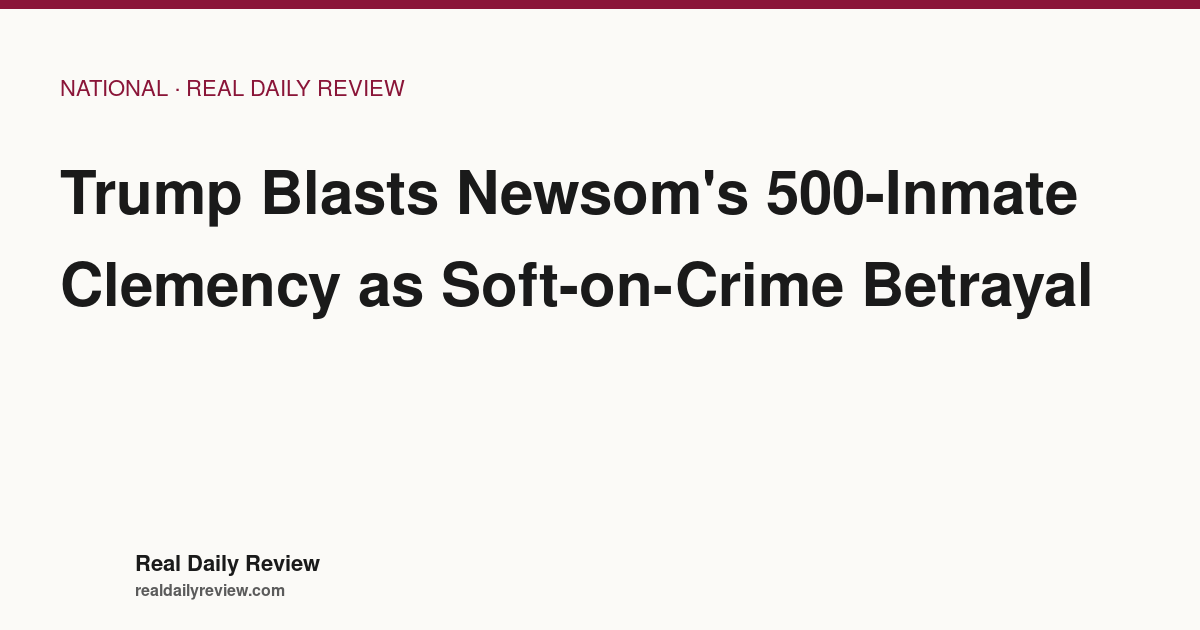 NATIONAL · REAL DAILY REVIEW
Trump Blasts Newsom's 500-Inmate
Clemency as Soft-on-Crime Betrayal
Real Daily Review
realdailyreview.com